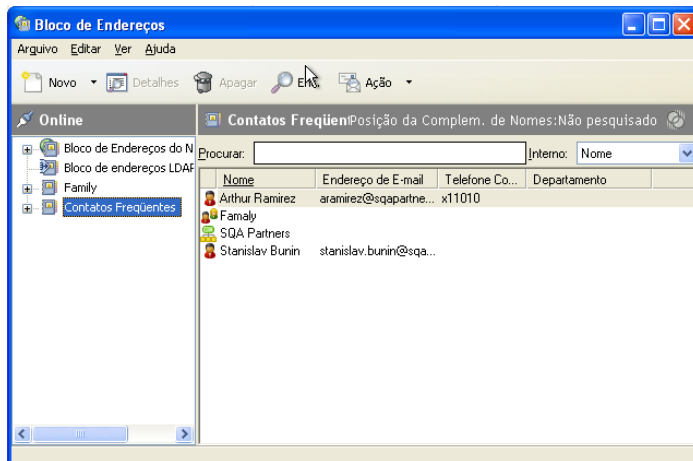 Bloco de Endereços
Arquivo Editar Ver Ajuda
Novo Detalhes Apagar Enc. Ação
Online
Contatos Freqüen Posição da Complem. de Nomes:Não pesquisado
Bloco de Endereços do N
Bloco de endereços LDAP
Family
Contatos Freqüentes
Procurar: Interno: Nome
Nome Endereço de E-mail Telefone Co... Departamento
Arthur Ramirez aramirez@sqapartne... x11010
Famaly
SQA Partners
Stanislav Bunin stanislav.bunin@sqa...